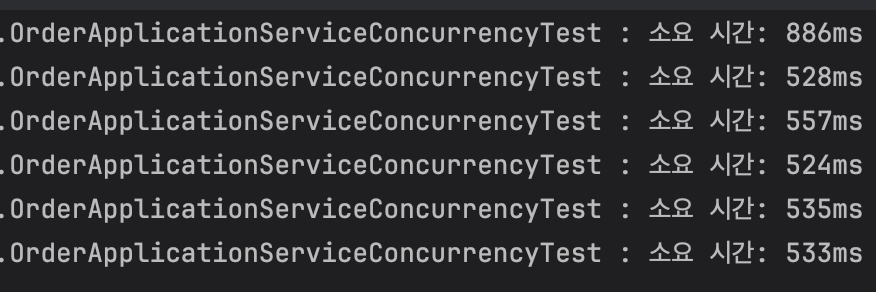 .OrderApplicationServiceConcurrencyTest : 소요 시간: 886ms
.OrderApplicationServiceConcurrencyTest : 소요 시간: 528ms
.OrderApplicationServiceConcurrencyTest : 소요 시간: 557ms
.OrderApplicationServiceConcurrencyTest : 소요 시간: 524ms
.OrderApplicationServiceConcurrencyTest : 소요 시간: 535ms
.OrderApplicationServiceConcurrencyTest : 소요 시간: 533ms